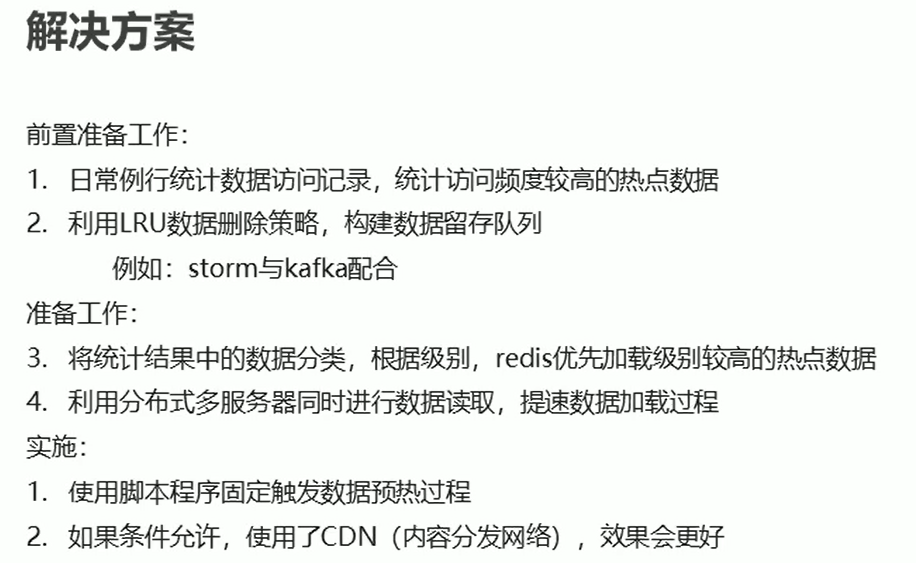 解决方案
前置准备工作：
1. 日常例行统计数据访问记录，统计访问频度较高的热点数据
2. 利用LRU数据删除策略，构建数据留存队列
例如：storm与kafka配合
准备工作：
3. 将统计结果中的数据分类，根据级别，redis优先加载级别较高的热点数据
4. 利用分布式多服务器同时进行数据读取，提速数据加载过程
实施：
1. 使用脚本程序固定触发数据预热过程
2. 如果条件允许，使用了CDN（内容分发网络），效果会更好